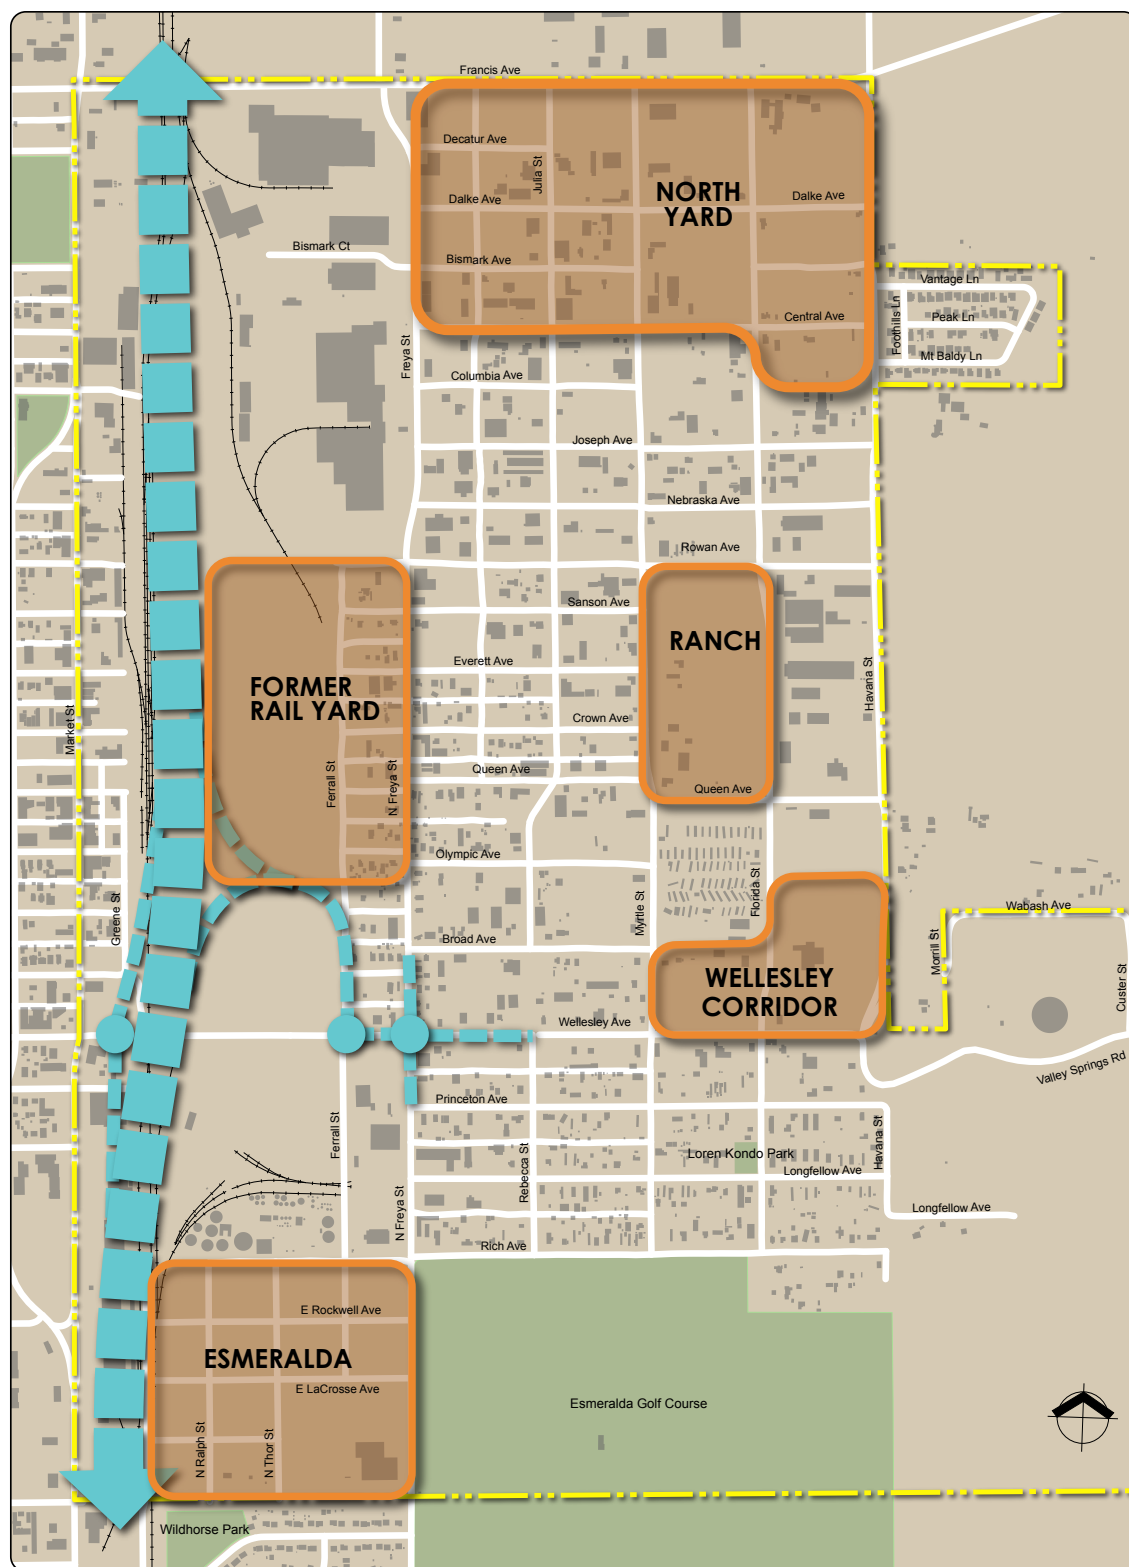 Francis Ave
Decatur Ave
Julia St
NORTH
YARD
Dalke Ave
Dalke Ave
Bismark Ct
Bismark Ave
Vantage Ln
Foothills Ln
Peak Ln
Central Ave
Mt Baldy Ln
Freya St
Columbia Ave
Joseph Ave
Nebraska Ave
Rowan Ave
Sanson Ave
RANCH
Everett Ave
FORMER
RAIL YARD
Havana St
Market St
Crown Ave
Ferrall St
N Freya St
Queen Ave
Queen Ave
Olympic Ave
Greene St
Myrtle St
Florida St
Wabash Ave
Broad Ave
Morrill St
Custer St
WELLESLEY
CORRIDOR
Wellesley Ave
Valley Springs Rd
Princeton Ave
Ferrall St
Havana St
Rebecca St
Loren Kondo Park
Longfellow Ave
N Freya St
Longfellow Ave
Rich Ave
E Rockwell Ave
ESMERALDA
E LaCrosse Ave
Esmeralda Golf Course
N Ralph St
N Thor St
Wildhorse Park